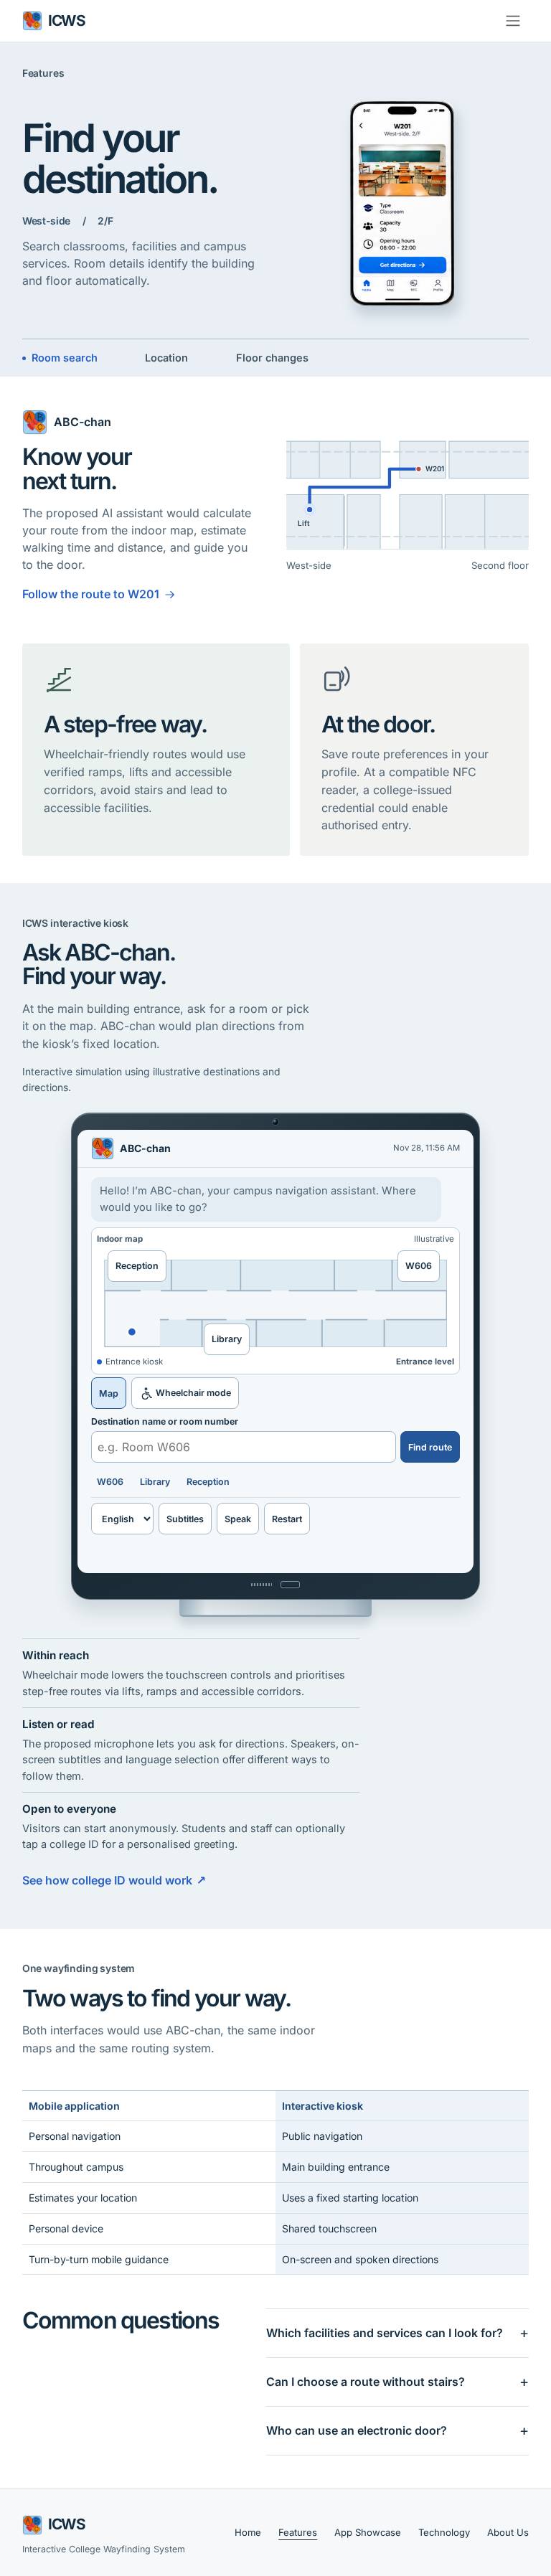 ICWS
Features
Find your
destination.
West-side / 2/F
Search classrooms, facilities and campus
services. Room details identify the building
and floor automatically.
W201
West-side, 2/F
Type
Classroom
Capacity
30
Opening hours
08:00 - 22:00
Get directions →
Room search
Location
Floor changes
ABC-chan
Know your
next turn.
The proposed AI assistant would calculate
your route from the indoor map, estimate
walking time and distance, and guide you
to the door.
Follow the route to W201 →
W201
Lift
West-side
Second floor
A step-free way.
Wheelchair-friendly routes would use
verified ramps, lifts and accessible
corridors, avoid stairs and lead to
accessible facilities.
At the door.
Save route preferences in your
profile. At a compatible NFC
reader, a college-issued
credential could enable
authorised entry.
ICWS interactive kiosk
Ask ABC-chan.
Find your way.
At the main building entrance, ask for a room or pick
it on the map. ABC-chan would plan directions from
the kiosk's fixed location.
Interactive simulation using illustrative destinations and
directions.
ABC-chan
Nov 28, 11:56 AM
Hello! I'm ABC-chan, your campus navigation assistant. Where
would you like to go?
Indoor map
Illustrative
Reception
W606
Library
Entrance kiosk
Entrance level
Map
Wheelchair mode
Destination name or room number
e.g. Room W606
Find route
W606
Library
Reception
English
Subtitles
Speak
Restart
Within reach
Wheelchair mode lowers the touchscreen controls and prioritises
step-free routes via lifts, ramps and accessible corridors.
Listen or read
The proposed microphone lets you ask for directions. Speakers, on-
screen subtitles and language selection offer different ways to
follow them.
Open to everyone
Visitors can start anonymously. Students and staff can optionally
tap a college ID for a personalised greeting.
See how college ID would work ↗
One wayfinding system
Two ways to find your way.
Both interfaces would use ABC-chan, the same indoor
maps and the same routing system.
Mobile application
Interactive kiosk
Personal navigation
Public navigation
Throughout campus
Main building entrance
Estimates your location
Uses a fixed starting location
Personal device
Shared touchscreen
Turn-by-turn mobile guidance
On-screen and spoken directions
Common questions
Which facilities and services can I look for? +
Can I choose a route without stairs? +
Who can use an electronic door? +
ICWS
Interactive College Wayfinding System
Home
Features
App Showcase
Technology
About Us